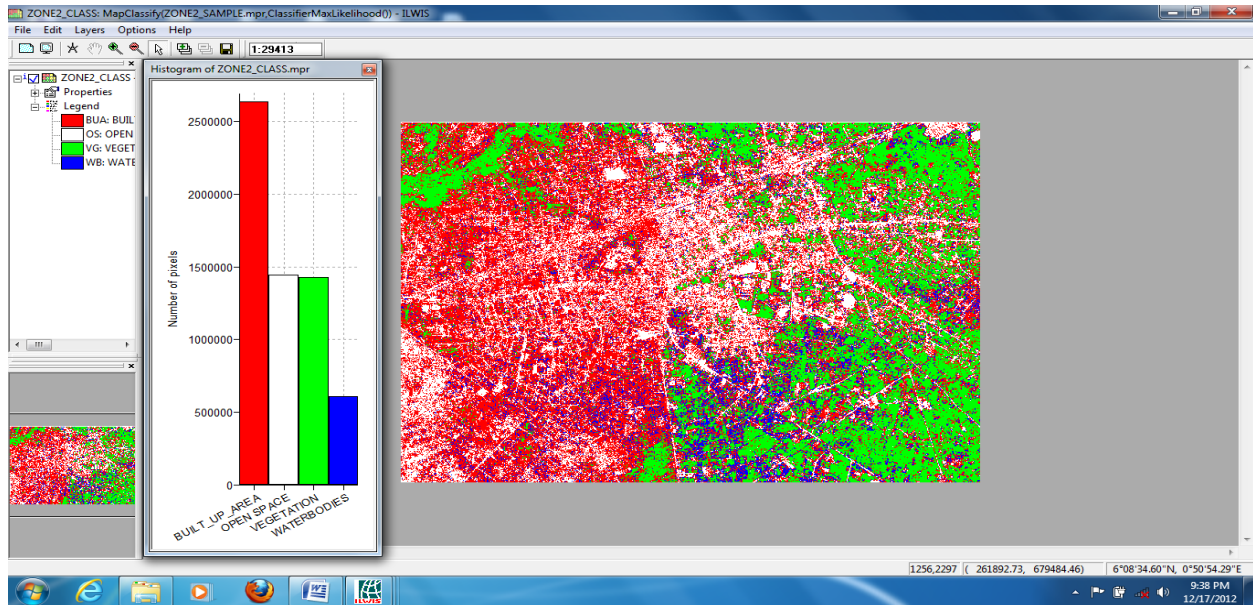 ZONE2_CLASS: MapClassify(ZONE2_SAMPLE.mpr,ClassifierMaxLikelihood()) - ILWIS
File Edit Layers Options Help
1:29413
ZONE2_CLASS -
Properties
Legend
BUA: BUIL
OS: OPEN
VG: VEGET
WB: WATE
Histogram of ZONE2_CLASS.mpr
Number of pixels
2500000
2000000
1500000
1000000
500000
0
BUILT_UP_AREA
OPEN SPACE
VEGETATION
WATERBODIES
1256,2297 ( 261892.73, 679484.46) 6°08'34.60"N, 0°50'54.29"E
ILWIS
9:38 PM
12/17/2012